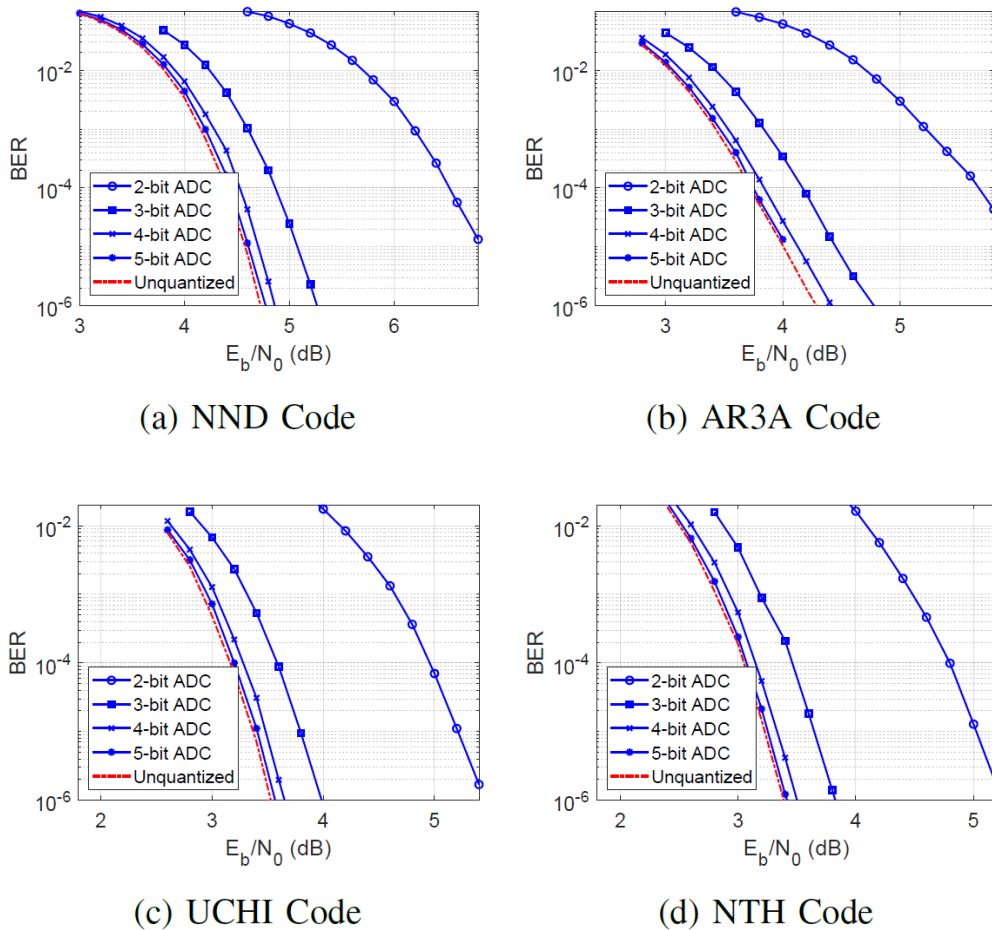 BER
10^-2
10^-4
10^-6
2-bit ADC
3-bit ADC
4-bit ADC
5-bit ADC
Unquantized
3 4 5 6
E_b/N_0 (dB)
(a) NND Code
BER
10^-2
10^-4
10^-6
2-bit ADC
3-bit ADC
4-bit ADC
5-bit ADC
Unquantized
3 4 5
E_b/N_0 (dB)
(b) AR3A Code
BER
10^-2
10^-4
10^-6
2-bit ADC
3-bit ADC
4-bit ADC
5-bit ADC
Unquantized
2 3 4 5
E_b/N_0 (dB)
(c) UCHI Code
BER
10^-2
10^-4
10^-6
2-bit ADC
3-bit ADC
4-bit ADC
5-bit ADC
Unquantized
2 3 4 5
E_b/N_0 (dB)
(d) NTH Code